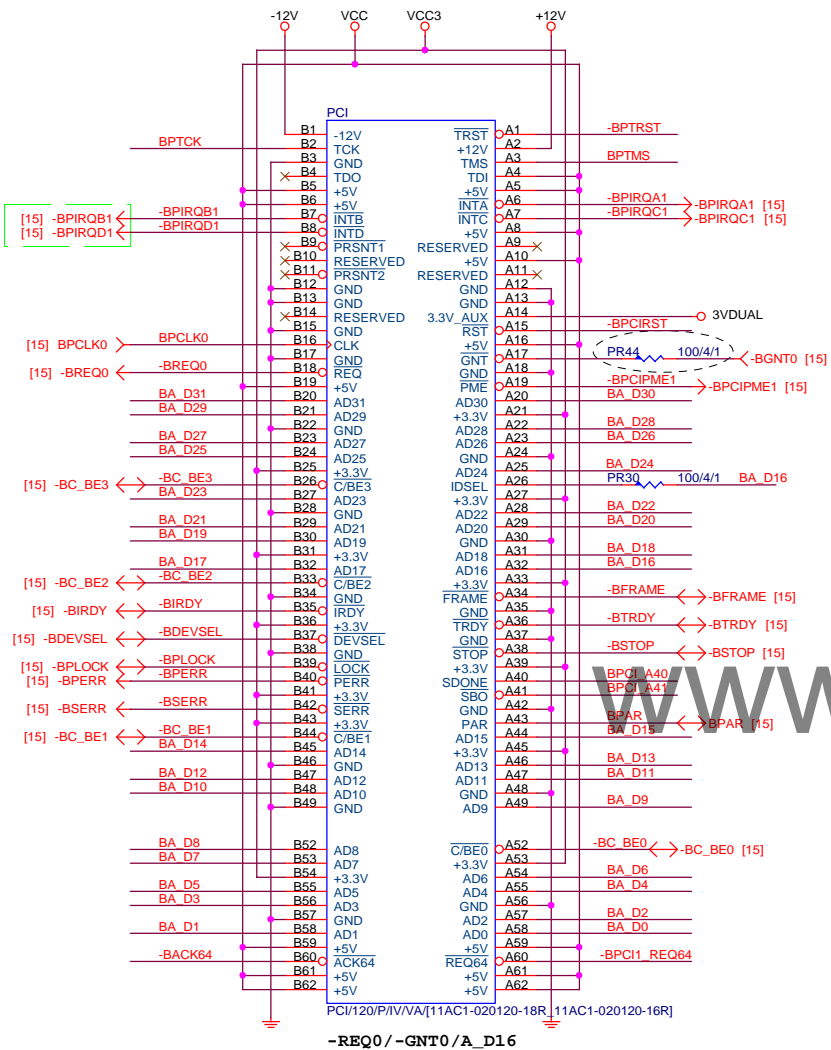 -12V VCC VCC3 +12V
PCI
B1 -12V TRST A1 -BPTRST
BPTCK B2 TCK +12V A2
B3 GND TMS A3 BPTMS
B4 TDO TDI A4
B5 +5V +5V A5
B6 +5V INTA A6 -BPIRQA1 -BPIRQA1 [15]
[15] -BPIRQB1 -BPIRQB1 B7 INTB INTC A7 -BPIRQC1 -BPIRQC1 [15]
[15] -BPIRQD1 -BPIRQD1 B8 INTD +5V A8
B9 PRSNT1 RESERVED A9
B10 RESERVED +5V A10
B11 PRSNT2 RESERVED A11
B12 GND GND A12
B13 GND GND A13
B14 RESERVED 3.3V_AUX A14 3VDUAL
B15 GND RST A15 -BPCIRST
[15] BPCLK0 BPCLK0 B16 CLK +5V A16
B17 GND GNT A17 PR44 100/4/1 -BGNT0 [15]
[15] -BREQ0 -BREQ0 B18 REQ GND A18
B19 +5V PME A19 -BPCIPME1 -BPCIPME1 [15]
BA_D31 B20 AD31 AD30 A20 BA_D30
BA_D29 B21 AD29 +3.3V A21
B22 GND AD28 A22 BA_D28
BA_D27 B23 AD27 AD26 A23 BA_D26
BA_D25 B24 AD25 GND A24
B25 +3.3V AD24 A25 BA_D24
[15] -BC_BE3 -BC_BE3 B26 C/BE3 IDSEL A26 PR30 100/4/1 BA_D16
BA_D23 B27 AD23 +3.3V A27
B28 GND AD22 A28 BA_D22
BA_D21 B29 AD21 AD20 A29 BA_D20
BA_D19 B30 AD19 GND A30
B31 +3.3V AD18 A31 BA_D18
BA_D17 B32 AD17 AD16 A32 BA_D16
[15] -BC_BE2 -BC_BE2 B33 C/BE2 +3.3V A33
B34 GND FRAME A34 -BFRAME -BFRAME [15]
[15] -BIRDY -BIRDY B35 IRDY GND A35
B36 +3.3V TRDY A36 -BTRDY -BTRDY [15]
[15] -BDEVSEL -BDEVSEL B37 DEVSEL GND A37
B38 GND STOP A38 -BSTOP -BSTOP [15]
[15] -BPLOCK -BPLOCK B39 LOCK +3.3V A39
[15] -BPERR -BPERR B40 PERR SDONE A40 BPCI_A40
B41 +3.3V SBO A41 BPCI_A41
[15] -BSERR -BSERR B42 SERR GND A42
B43 +3.3V PAR A43 BPAR BPAR [15]
[15] -BC_BE1 -BC_BE1 B44 C/BE1 AD15 A44 BA_D15
BA_D14 B45 AD14 +3.3V A45
B46 GND AD13 A46 BA_D13
BA_D12 B47 AD12 AD11 A47 BA_D11
BA_D10 B48 AD10 GND A48
B49 GND AD9 A49 BA_D9
BA_D8 B52 AD8 C/BE0 A52 -BC_BE0 -BC_BE0 [15]
BA_D7 B53 AD7 +3.3V A53
B54 +3.3V AD6 A54 BA_D6
BA_D5 B55 AD5 AD4 A55 BA_D4
BA_D3 B56 AD3 GND A56
B57 GND AD2 A57 BA_D2
BA_D1 B58 AD1 AD0 A58 BA_D0
B59 +5V +5V A59
-BACK64 B60 ACK64 REQ64 A60 -BPCI1_REQ64
B61 +5V +5V A61
B62 +5V +5V A62
PCI/120/P/IV/VA/[11AC1-020120-18R_11AC1-020120-16R]
-REQ0/-GNT0/A_D16
www